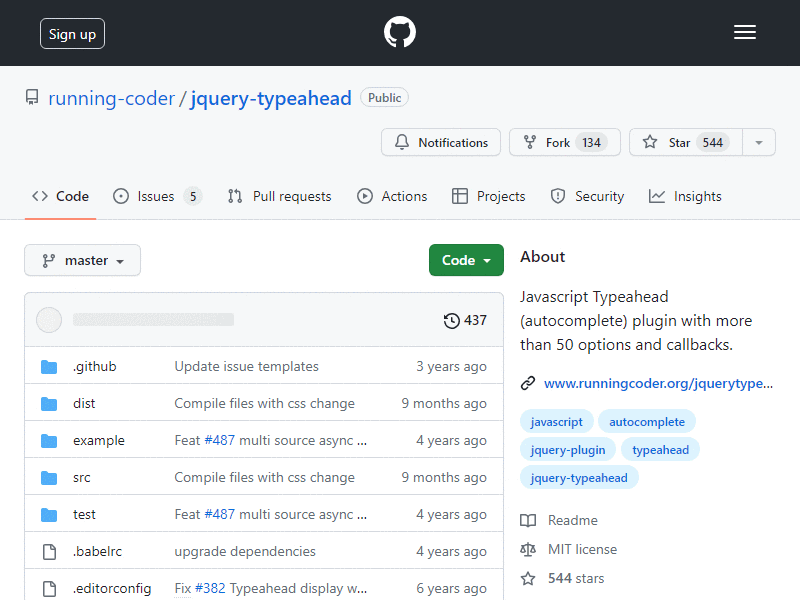 Sign up
running-coder / jquery-typeahead Public
Notifications Fork 134 Star 544
Code Issues 5 Pull requests Actions Projects Security Insights
master Code
437
.github Update issue templates 3 years ago
dist Compile files with css change 9 months ago
example Feat #487 multi source async ... 4 years ago
src Compile files with css change 9 months ago
test Feat #487 multi source async ... 4 years ago
.babelrc upgrade dependencies 4 years ago
.editorconfig Fix #382 Typeahead display w... 6 years ago
About
Javascript Typeahead
(autocomplete) plugin with more
than 50 options and callbacks.
www.runningcoder.org/jquerytype...
javascript autocomplete
jquery-plugin typeahead
jquery-typeahead
Readme
MIT license
544 stars